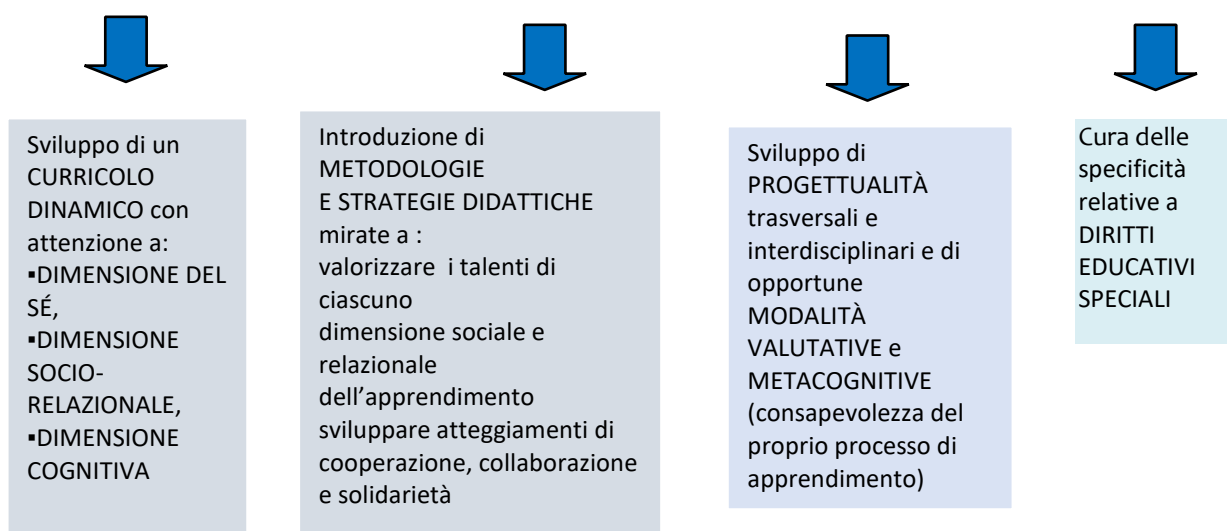 Sviluppo di un
CURRICOLO
DINAMICO con
attenzione a:
▪DIMENSIONE DEL
SÉ,
▪DIMENSIONE
SOCIO-
RELAZIONALE,
▪DIMENSIONE
COGNITIVA
Introduzione di
METODOLOGIE
E STRATEGIE DIDATTICHE
mirate a :
valorizzare i talenti di
ciascuno
dimensione sociale e
relazionale
dell’apprendimento
sviluppare atteggiamenti di
cooperazione, collaborazione
e solidarietà
Sviluppo di
PROGETTUALITÀ
trasversali e
interdisciplinari e di
opportune
MODALITÀ
VALUTATIVE e
METACOGNITIVE
(consapevolezza del
proprio processo di
apprendimento)
Cura delle
specificità
relative a
DIRITTI
EDUCATIVI
SPECIALI